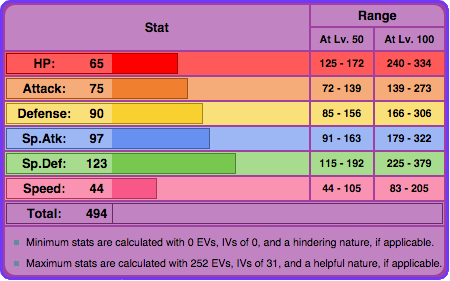 Stat
Range
At Lv. 50 At Lv. 100
HP: 65 125 - 172 240 - 334
Attack: 75 72 - 139 139 - 273
Defense: 90 85 - 156 166 - 306
Sp.Atk: 97 91 - 163 179 - 322
Sp.Def: 123 115 - 192 225 - 379
Speed: 44 44 - 105 83 - 205
Total: 494
Minimum stats are calculated with 0 EVs, IVs of 0, and a hindering nature, if applicable.
Maximum stats are calculated with 252 EVs, IVs of 31, and a helpful nature, if applicable.